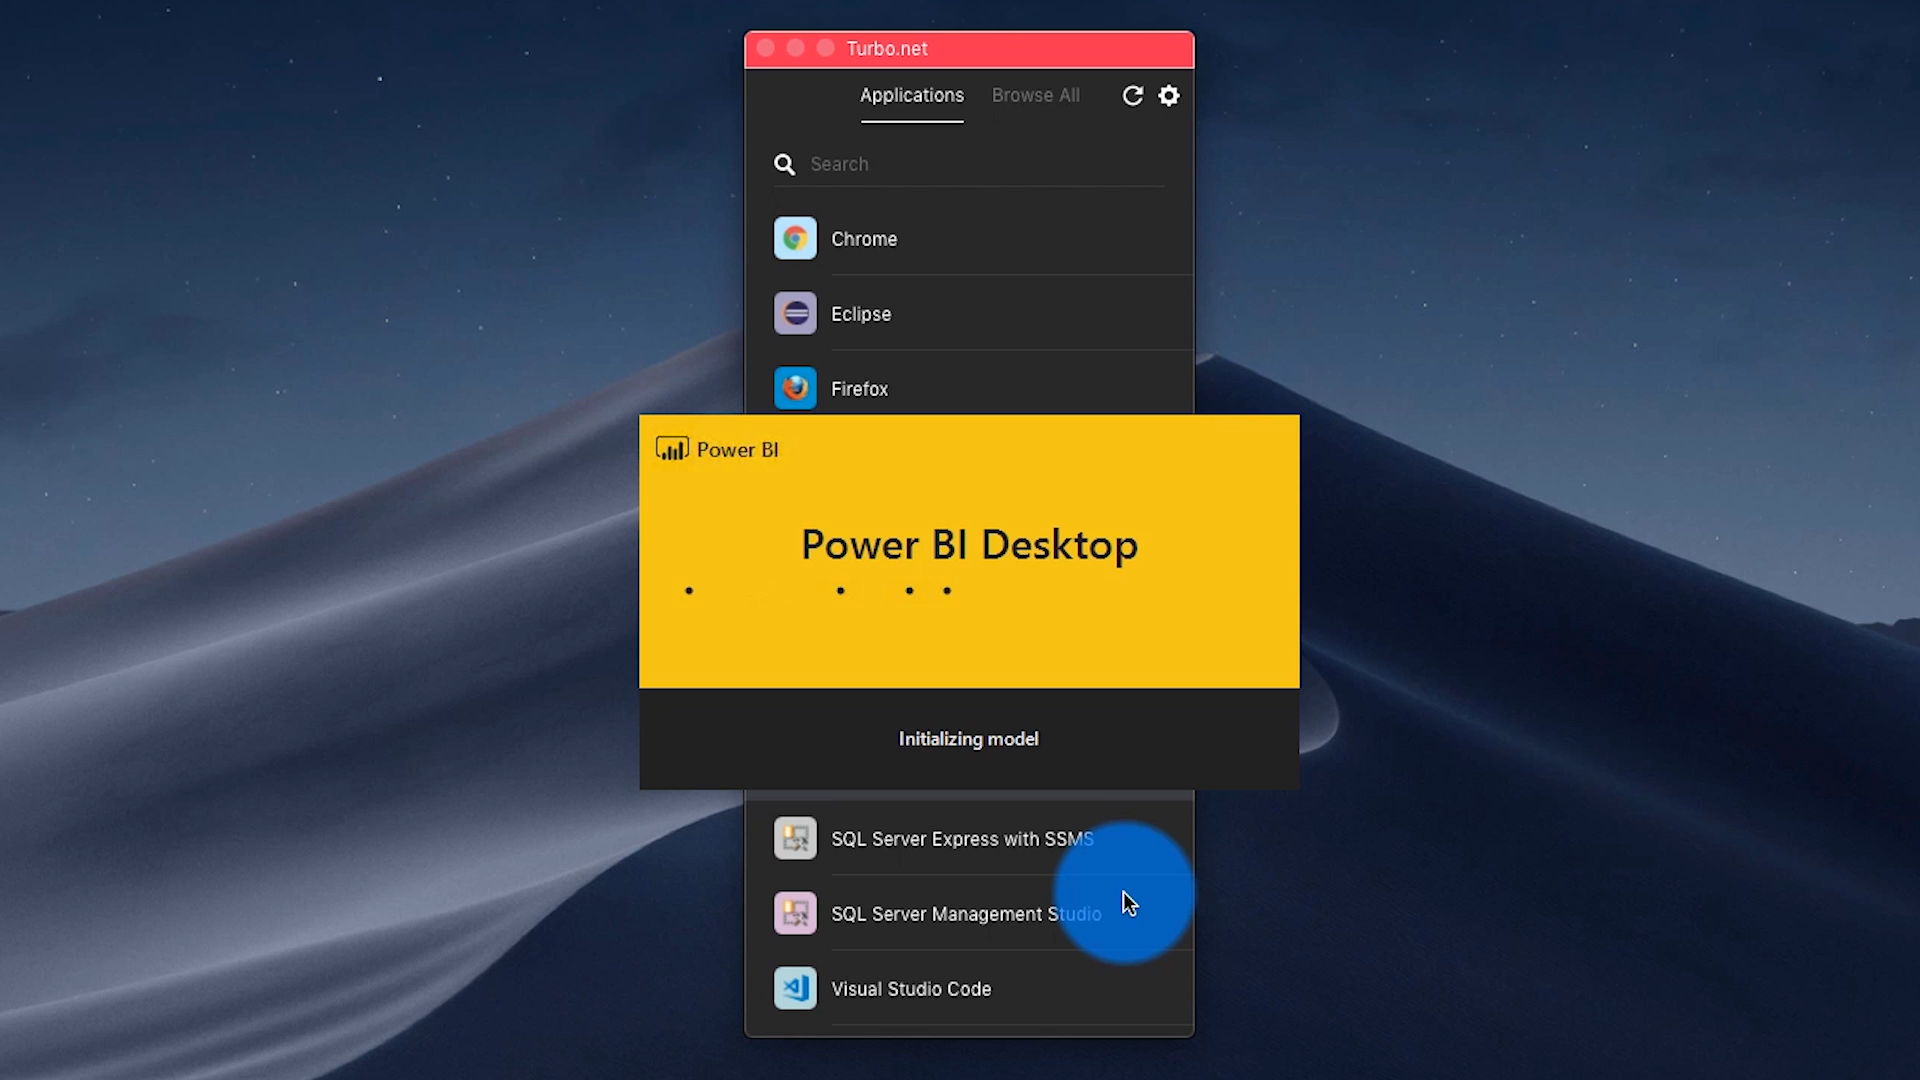 Turbo.net
Applications
Browse All
Search
Chrome
Eclipse
Firefox
Power BI
Power BI Desktop
Initializing model
SQL Server Express with SSMS
SQL Server Management Studio
Visual Studio Code